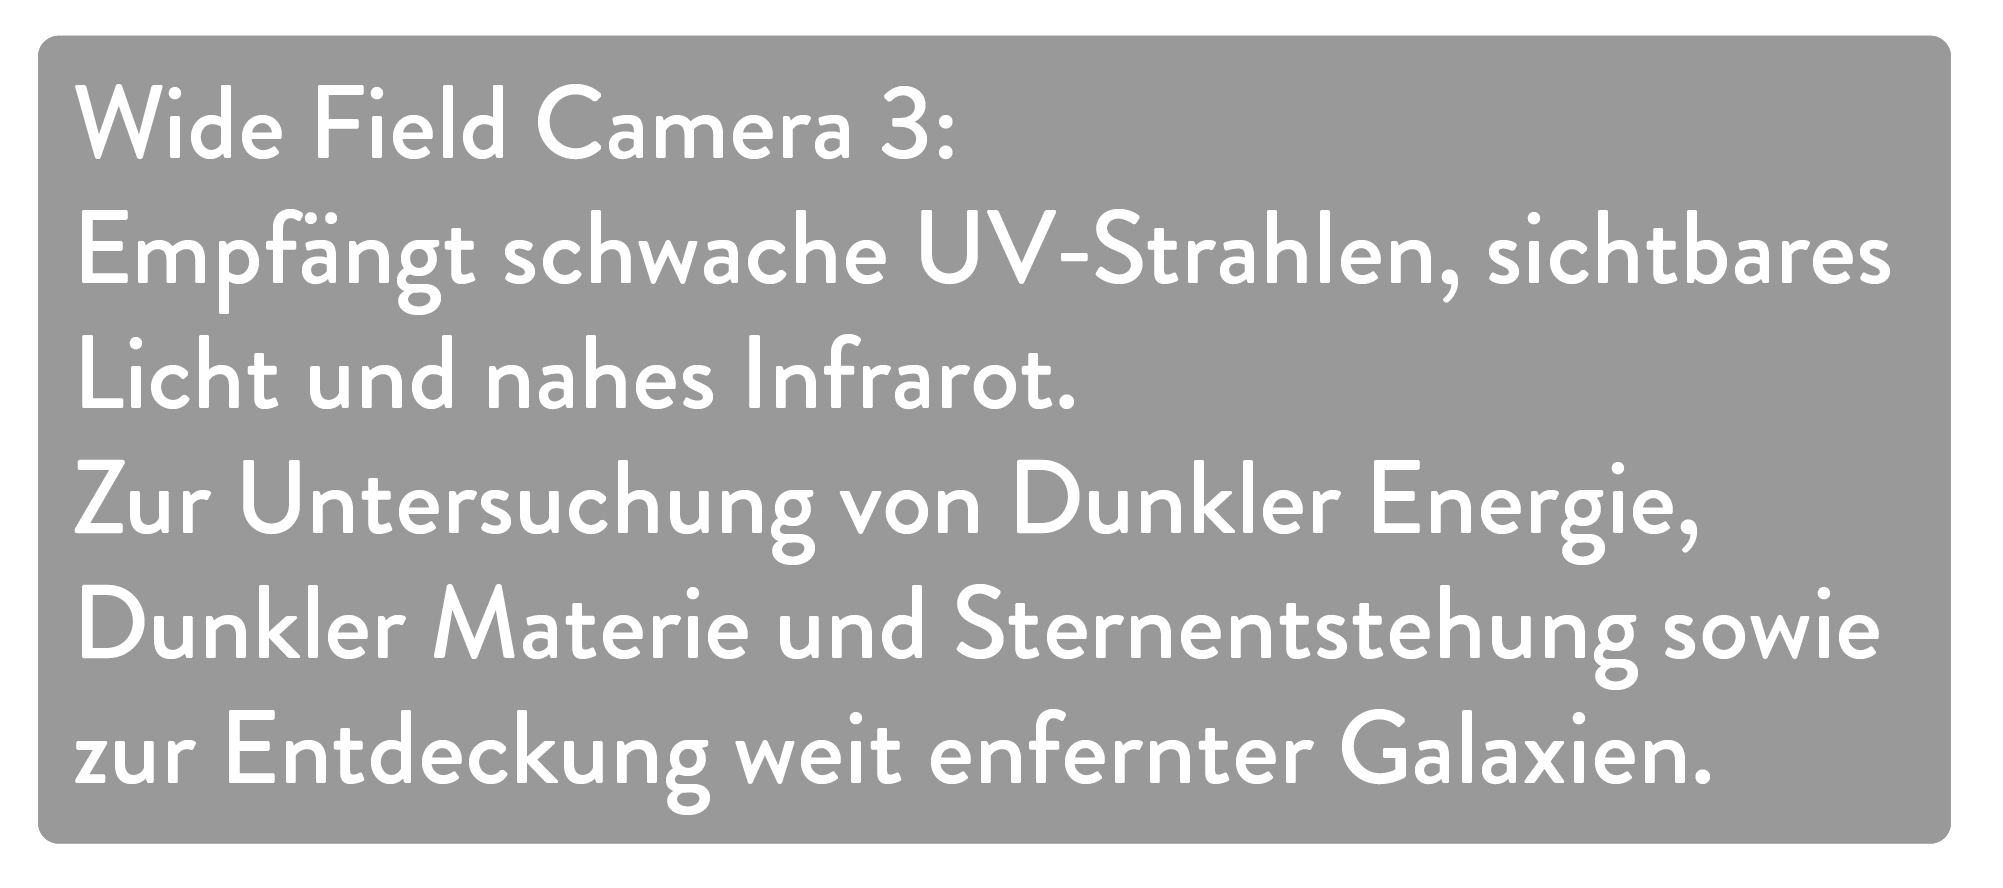 Wide Field Camera 3:
Empfängt schwache UV-Strahlen, sichtbares
Licht und nahes Infrarot.
Zur Untersuchung von Dunkler Energie,
Dunkler Materie und Sternentstehung sowie
zur Entdeckung weit enfernter Galaxien.